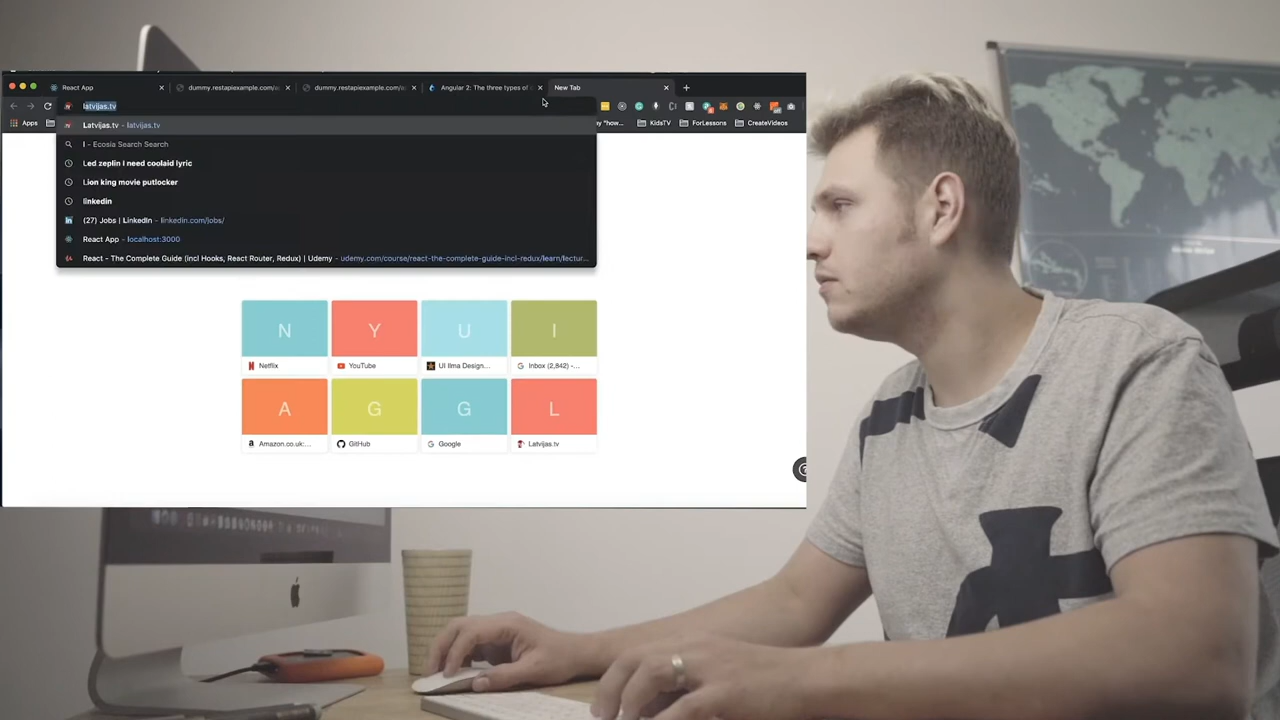 React App
dummy.restapiexample.com/e
dummy.restapiexample.com/e
Angular 2: The three types of
New Tab
latvijas.tv
Apps
"how...
KidsTV
ForLessons
CreateVideos
Latvijas.tv - latvijas.tv
l - Ecosia Search Search
Led zeplin I need coolaid lyric
Lion king movie putlocker
linkedin
(27) Jobs | LinkedIn - linkedin.com/jobs/
React App - localhost:3000
React - The Complete Guide (incl Hooks, React Router, Redux) | Udemy - udemy.com/course/react-the-complete-guide-incl-redux/learn/lectur...
N
Y
U
I
Netflix
YouTube
UI Ilma Design...
Inbox (2,842) -...
A
G
G
L
Amazon.co.uk:...
GitHub
Google
Latvijas.tv